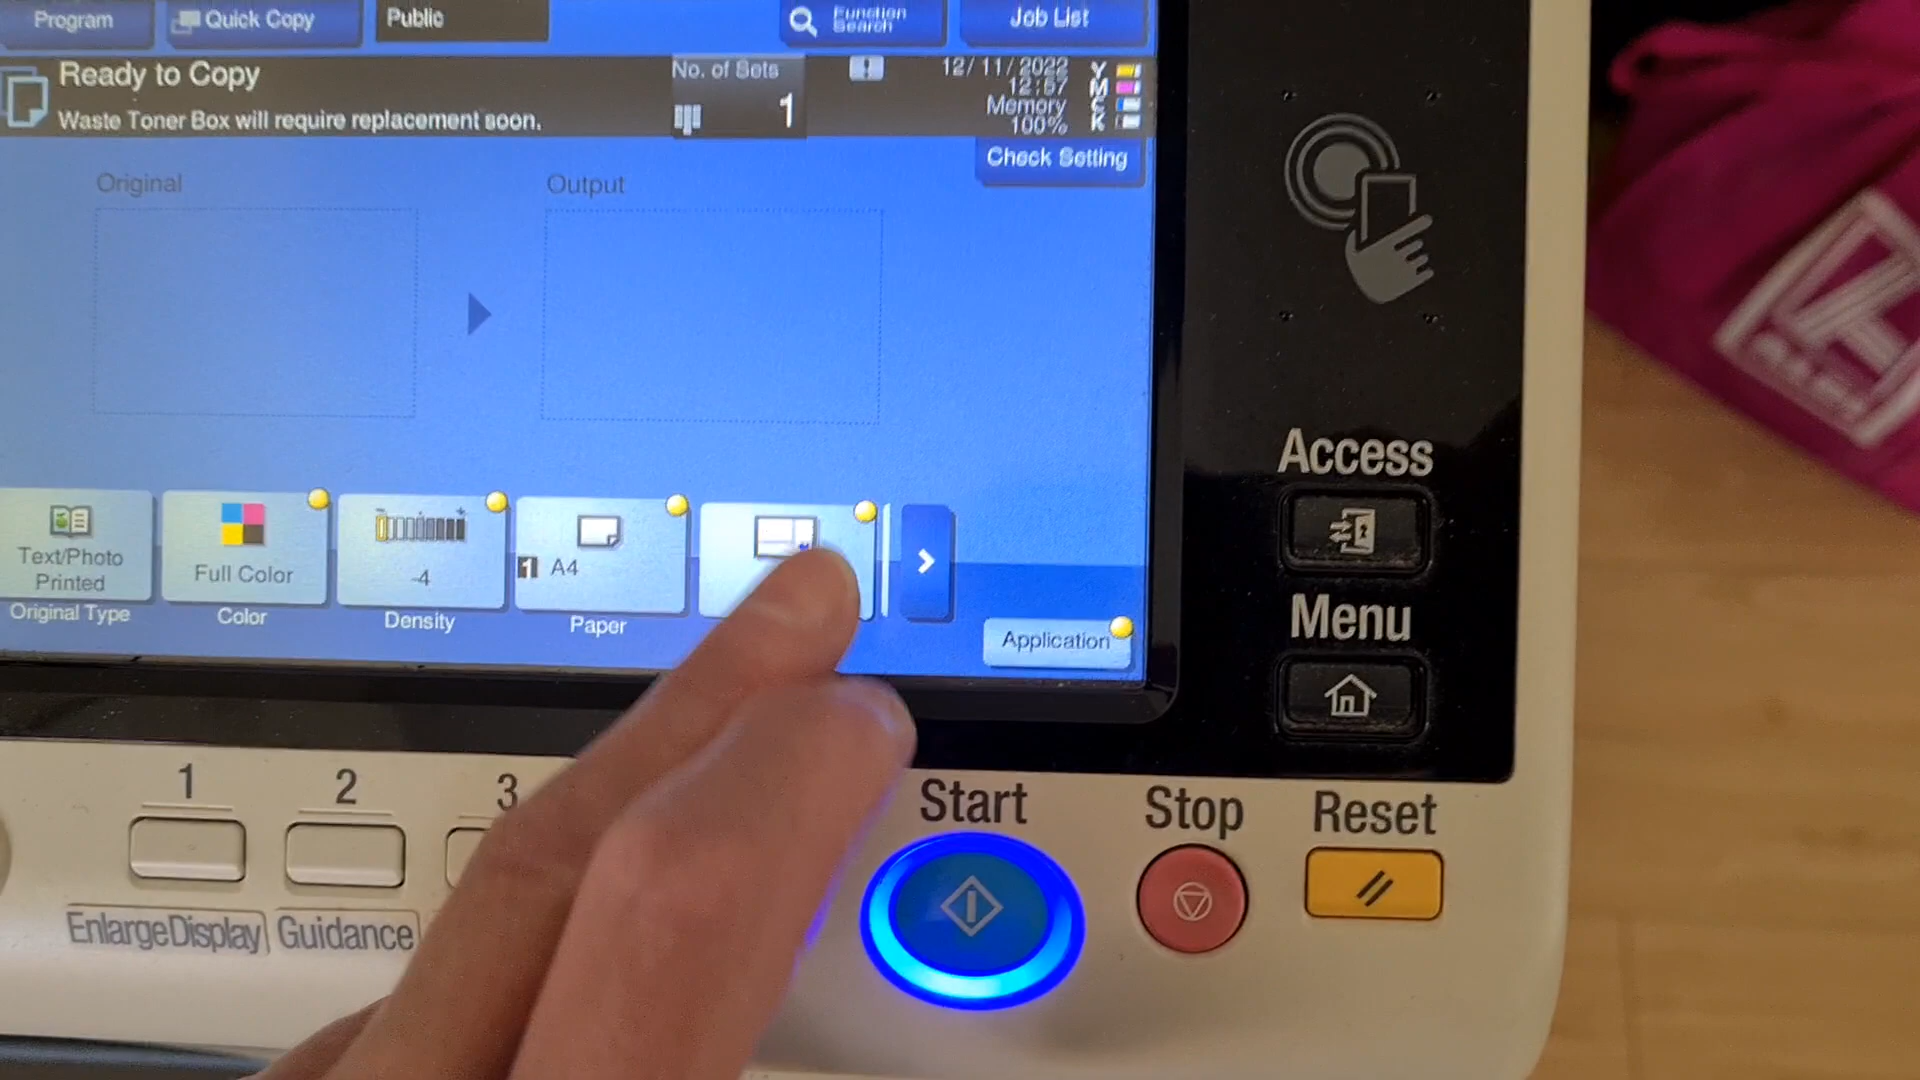 Program
Quick Copy
Public
Function Search
Job List
Ready to Copy
Waste Toner Box will require replacement soon.
No. of Sets
1
12/11/2022
12:57
Memory
100%
Y
M
C
K
Check Setting
Original
Output
Text/Photo
Printed
Original Type
Full Color
Color
-4
Density
1 A4
Paper
Application
Access
Menu
1
2
3
Start
Stop
Reset
EnlargeDisplay
Guidance